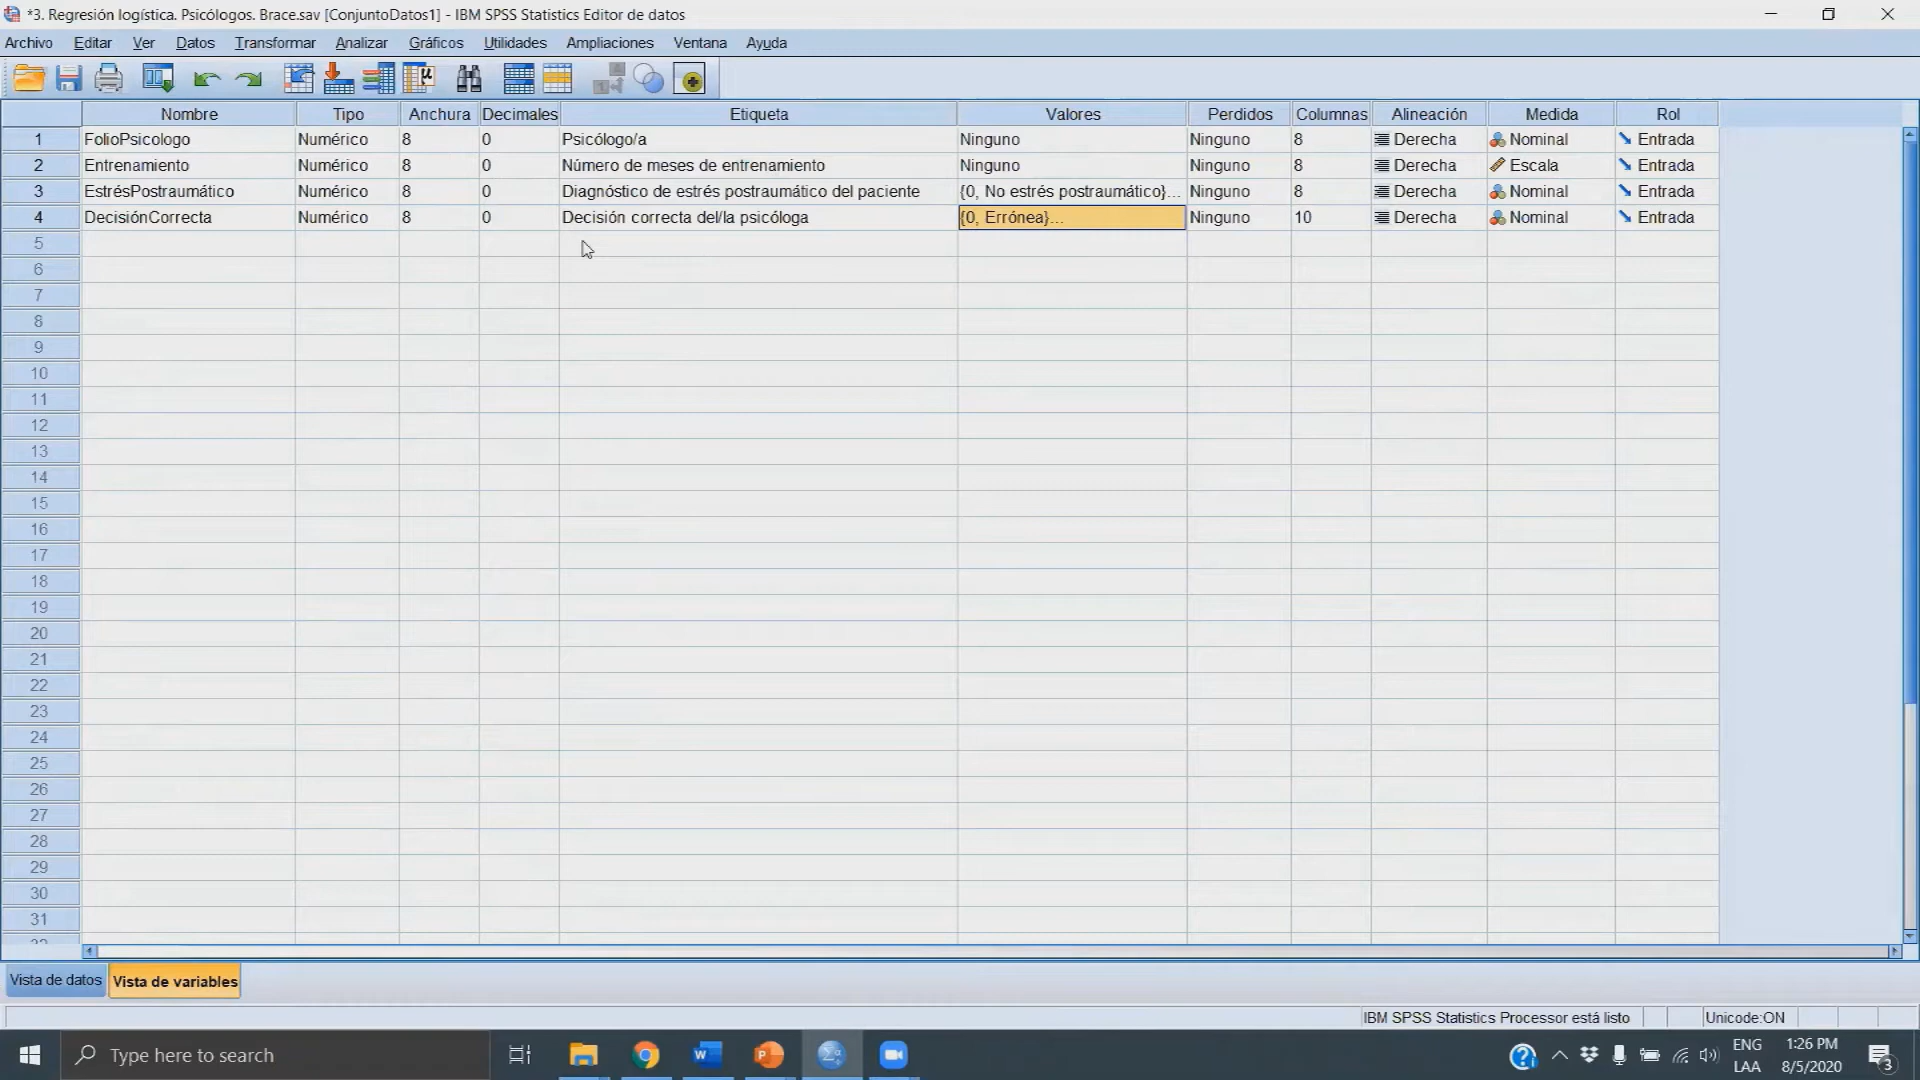 *3. Regresión logística. Psicólogos. Brace.sav [ConjuntoDatos1] - IBM SPSS Statistics Editor de datos
Archivo Editar Ver Datos Transformar Analizar Gráficos Utilidades Ampliaciones Ventana Ayuda
Nombre Tipo Anchura Decimales Etiqueta Valores Perdidos Columnas Alineación Medida Rol
1 FolioPsicologo Numérico 8 0 Psicólogo/a Ninguno Ninguno 8 Derecha Nominal Entrada
2 Entrenamiento Numérico 8 0 Número de meses de entrenamiento Ninguno Ninguno 8 Derecha Escala Entrada
3 EstrésPostraumático Numérico 8 0 Diagnóstico de estrés postraumático del paciente {0, No estrés postraumático}... Ninguno 8 Derecha Nominal Entrada
4 DecisiónCorrecta Numérico 8 0 Decisión correcta del/la psicóloga {0, Errónea}... Ninguno 10 Derecha Nominal Entrada
5
6
7
8
9
10
11
12
13
14
15
16
17
18
19
20
21
22
23
24
25
26
27
28
29
30
31
Vista de datos Vista de variables
IBM SPSS Statistics Processor está listo Unicode:ON
Type here to search
ENG 1:26 PM
LAA 8/5/2020 3